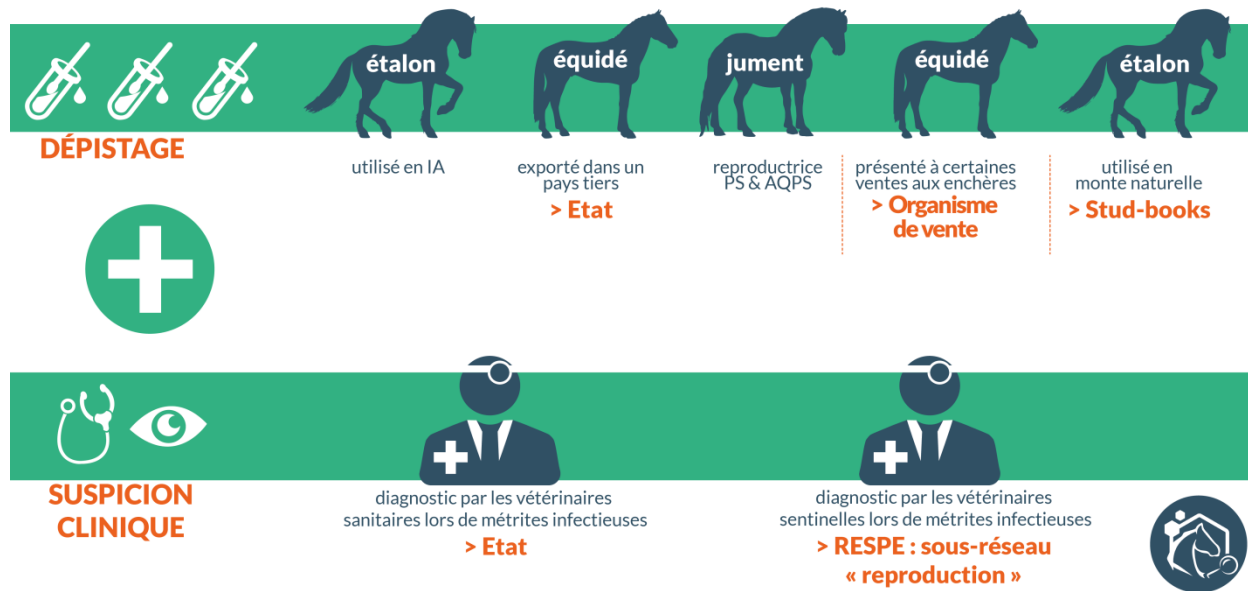 étalon
équidé
jument
équidé
étalon
DÉPISTAGE
utilisé en IA
exporté dans un
pays tiers
> Etat
reproductrice
PS & AQPS
présenté à certaines
ventes aux enchères
> Organisme
de vente
utilisé en
monte naturelle
> Stud-books
SUSPICION
CLINIQUE
diagnostic par les vétérinaires
sanitaires lors de métrites infectieuses
> Etat
diagnostic par les vétérinaires
sentinelles lors de métrites infectieuses
> RESPE : sous-réseau
« reproduction »